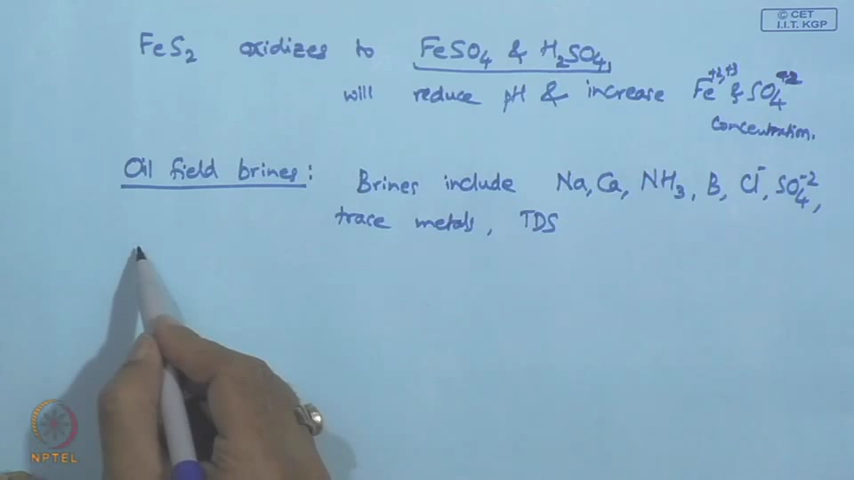 © CET
I.I.T. KGP
FeS2 oxidizes to FeSO4 & H2SO4
will reduce pH & increase Fe+2,+3 & SO4-2
Concentration.
Oil field brines: Brines include Na, Ca, NH3, B, Cl-, SO4-2,
trace metals, TDS
NPTEL